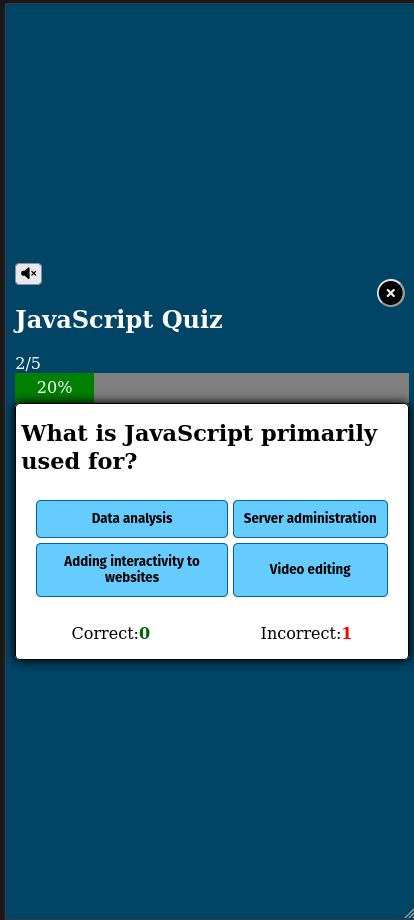 JavaScript Quiz
2/5
20%
What is JavaScript primarily
used for?
Data analysis
Server administration
Adding interactivity to
websites
Video editing
Correct:0
Incorrect:1